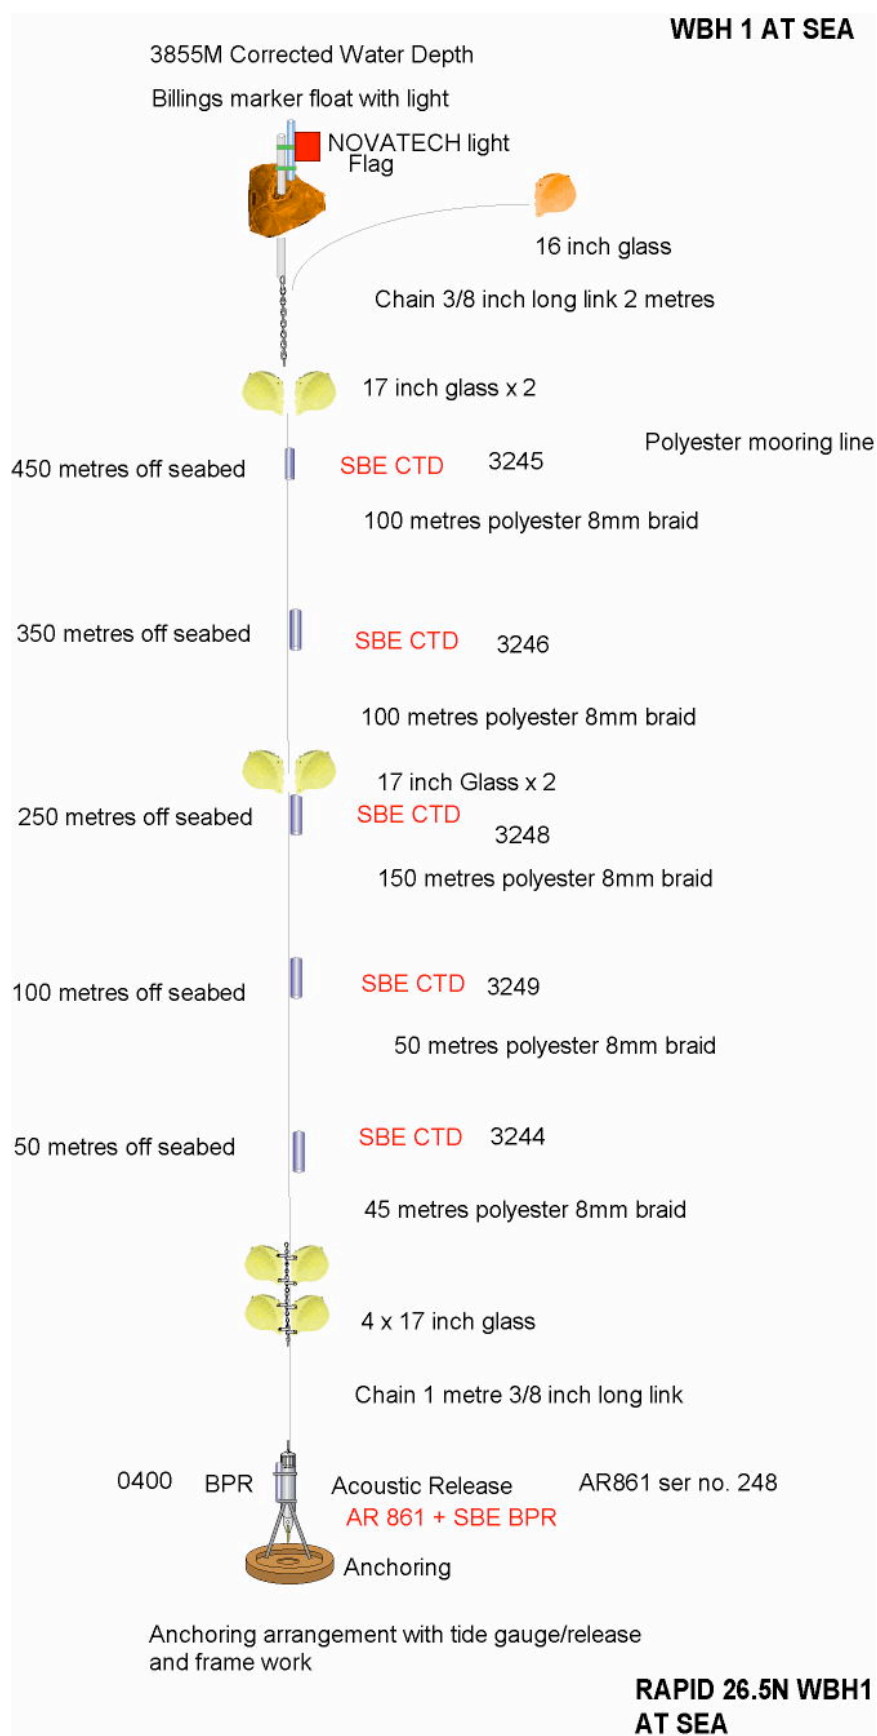 WBH 1 AT SEA
3855M Corrected Water Depth
Billings marker float with light
NOVATECH light
Flag
16 inch glass
Chain 3/8 inch long link 2 metres
17 inch glass x 2
Polyester mooring line
450 metres off seabed SBE CTD 3245
100 metres polyester 8mm braid
350 metres off seabed SBE CTD 3246
100 metres polyester 8mm braid
17 inch Glass x 2
250 metres off seabed SBE CTD 3248
150 metres polyester 8mm braid
100 metres off seabed SBE CTD 3249
50 metres polyester 8mm braid
50 metres off seabed SBE CTD 3244
45 metres polyester 8mm braid
4 x 17 inch glass
Chain 1 metre 3/8 inch long link
0400 BPR Acoustic Release AR861 ser no. 248
AR 861 + SBE BPR
Anchoring
Anchoring arrangement with tide gauge/release
and frame work
RAPID 26.5N WBH1
AT SEA